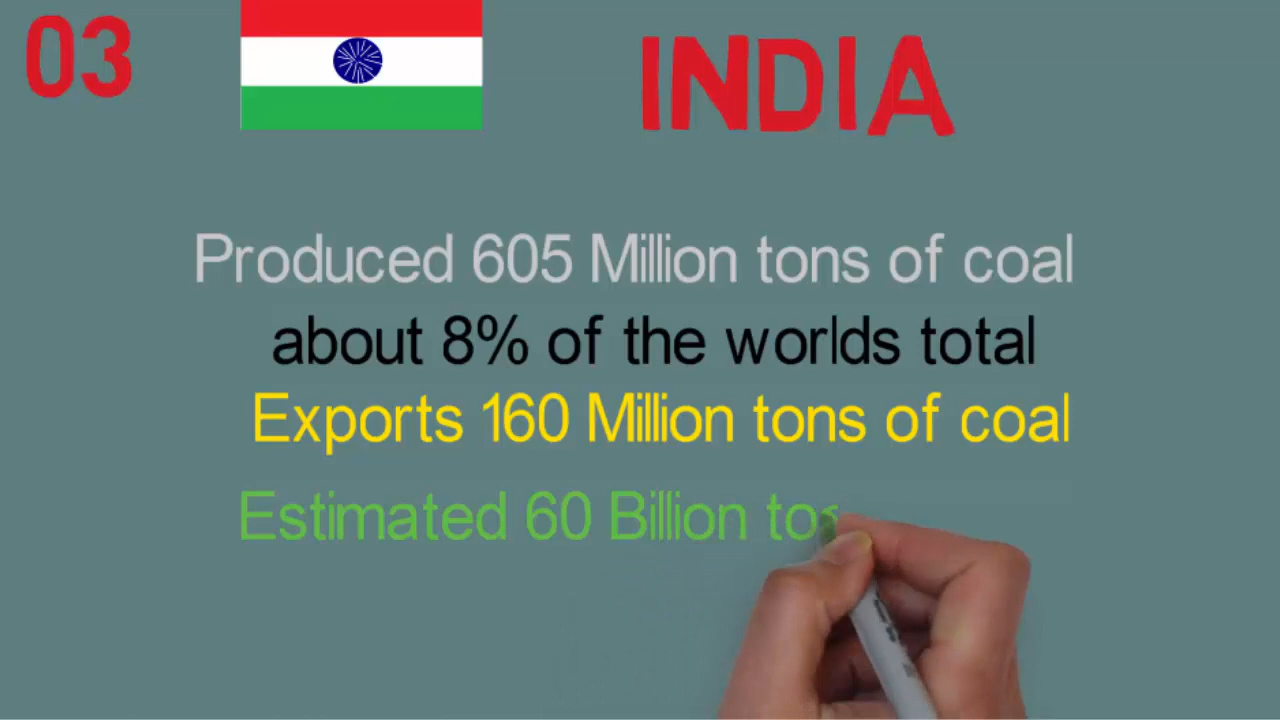 03
INDIA
Produced 605 Million tons of coal
about 8% of the worlds total
Exports 160 Million tons of coal
Estimated 60 Billion